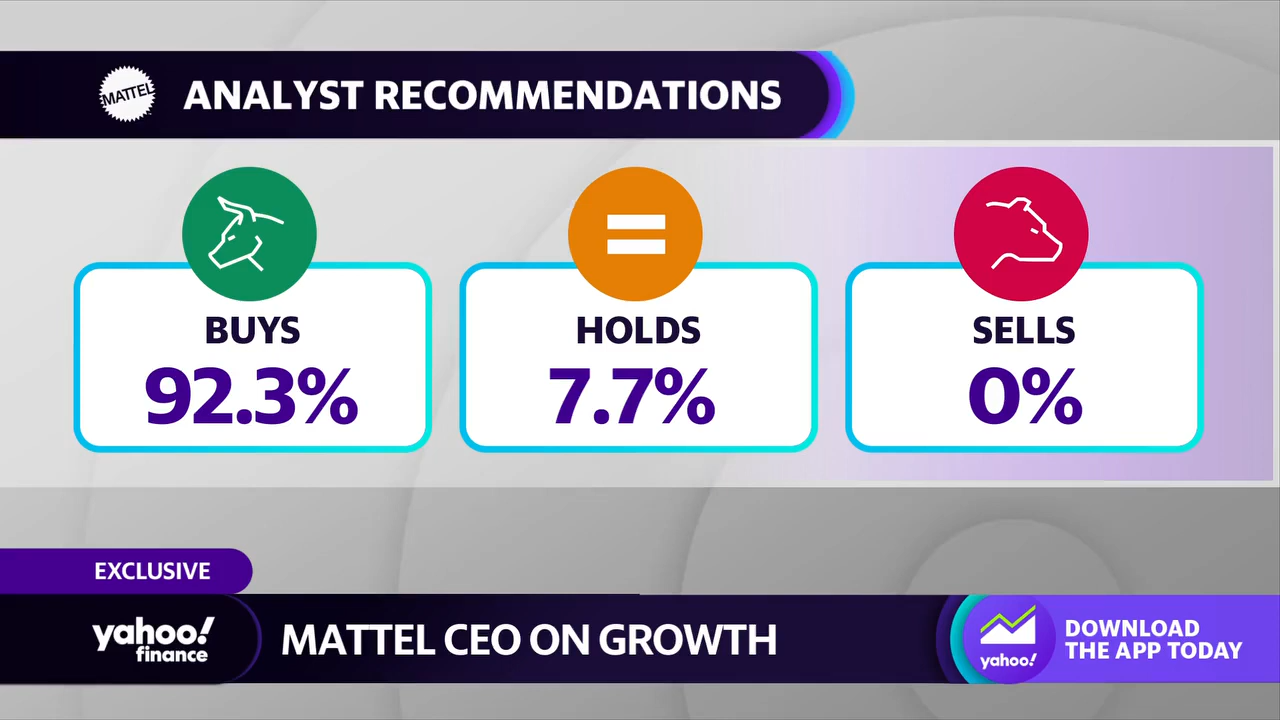 MATTEL
ANALYST RECOMMENDATIONS
BUYS
92.3%
HOLDS
7.7%
SELLS
0%
EXCLUSIVE
yahoo!
finance
MATTEL CEO ON GROWTH
yahoo!
DOWNLOAD
THE APP TODAY